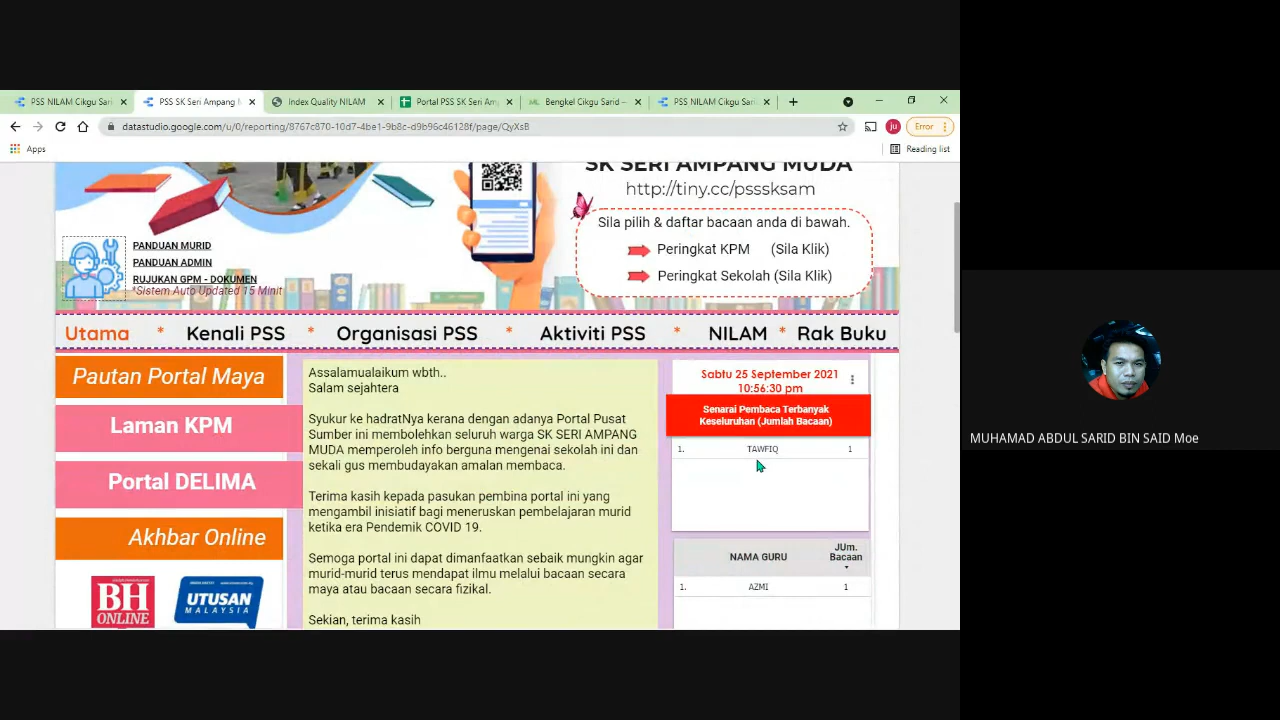 PSS NILAM Cikgu Sari
PSS SK Seri Ampang M
Index Quality NILAM
Portal PSS SK Seri Am
Bengkel Cikgu Sarid –
PSS NILAM Cikgu Sari
datastudio.google.com/u/0/reporting/8767c870-10d7-4be1-9b8c-d9b96c46128f/page/QyXsB
ju
Error
Apps
Reading list
SK SERI AMPANG MUDA
http://tiny.cc/psssksam
Sila pilih & daftar bacaan anda di bawah.
Peringkat KPM (Sila Klik)
Peringkat Sekolah (Sila Klik)
PANDUAN MURID
PANDUAN ADMIN
RUJUKAN GPM - DOKUMEN
*Sistem Auto Updated 15 Minit
Utama * Kenali PSS * Organisasi PSS * Aktiviti PSS * NILAM * Rak Buku
Pautan Portal Maya
Laman KPM
Portal DELIMA
Akhbar Online
BH
ONLINE
UTUSAN
MALAYSIA
Assalamualaikum wbth..
Salam sejahtera
Syukur ke hadratNya kerana dengan adanya Portal Pusat
Sumber ini membolehkan seluruh warga SK SERI AMPANG
MUDA memperoleh info berguna mengenai sekolah ini dan
sekali gus membudayakan amalan membaca.
Terima kasih kepada pasukan pembina portal ini yang
mengambil inisiatif bagi meneruskan pembelajaran murid
ketika era Pendemik COVID 19.
Semoga portal ini dapat dimanfaatkan sebaik mungkin agar
murid-murid terus mendapat ilmu melalui bacaan secara
maya atau bacaan secara fizikal.
Sekian, terima kasih
Sabtu 25 September 2021
10:56:30 pm
Senarai Pembaca Terbanyak
Keseluruhan (Jumlah Bacaan)
1. TAWFIQ 1
NAMA GURU
JUm.
Bacaan
1. AZMI 1
MUHAMAD ABDUL SARID BIN SAID Moe